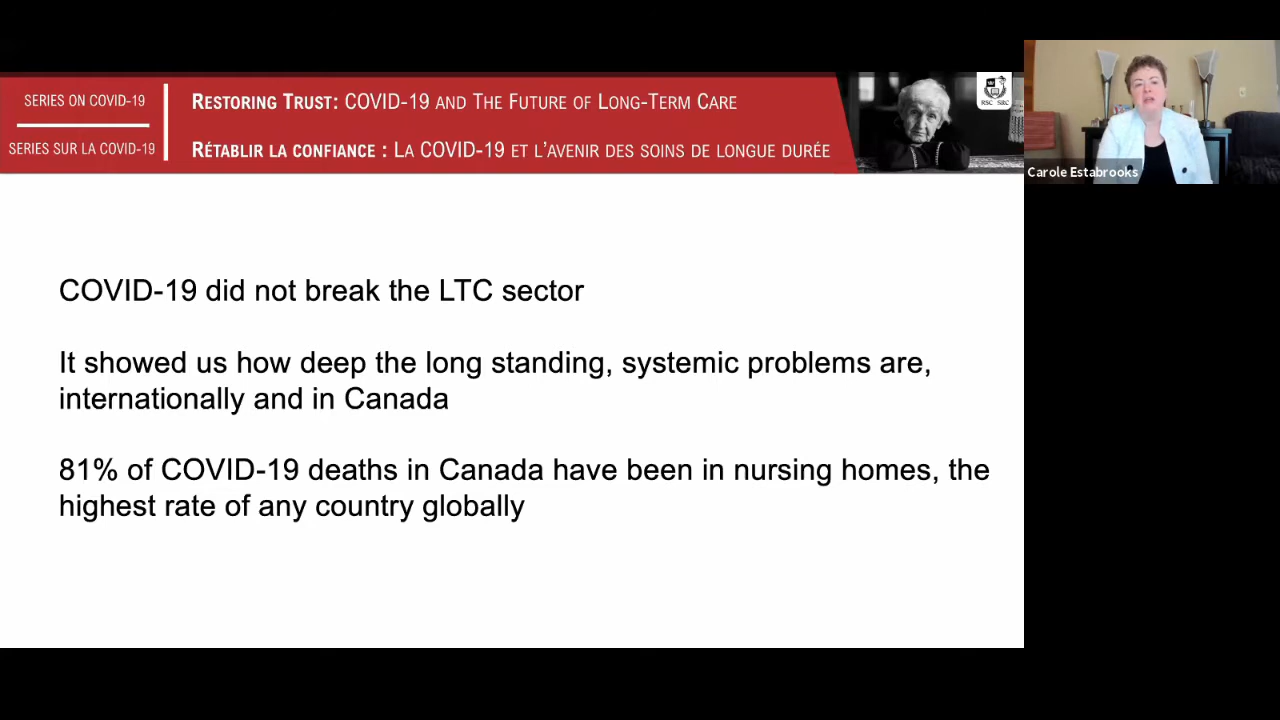 SERIES ON COVID-19
SERIES SUR LA COVID-19
RESTORING TRUST: COVID-19 AND THE FUTURE OF LONG-TERM CARE
RÉTABLIR LA CONFIANCE : LA COVID-19 ET L'AVENIR DES SOINS DE LONGUE DURÉE
RSC SRC
Carole Estabrooks
COVID-19 did not break the LTC sector
It showed us how deep the long standing, systemic problems are,
internationally and in Canada
81% of COVID-19 deaths in Canada have been in nursing homes, the
highest rate of any country globally